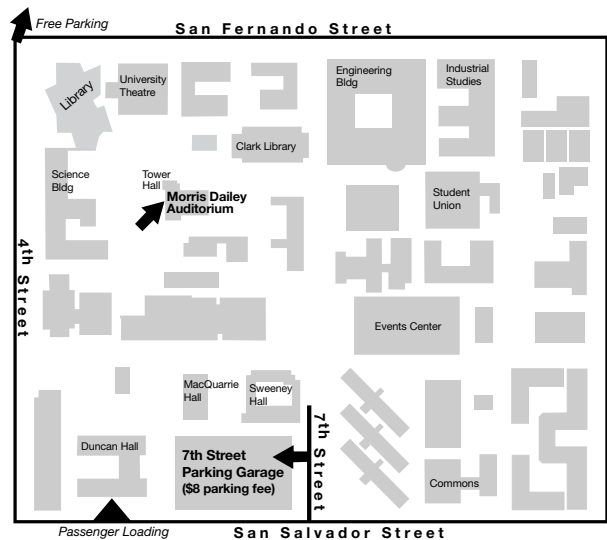 Free Parking
San Fernando Street
Library
University
Theatre
Engineering
Bldg
Industrial
Studies
Clark Library
Science
Bldg
Tower
Hall
Morris Dailey
Auditorium
Student
Union
4th Street
Events Center
MacQuarrie
Hall
Sweeney
Hall
7th Street
Duncan Hall
7th Street
Parking Garage
($8 parking fee)
Commons
Passenger Loading
San Salvador Street